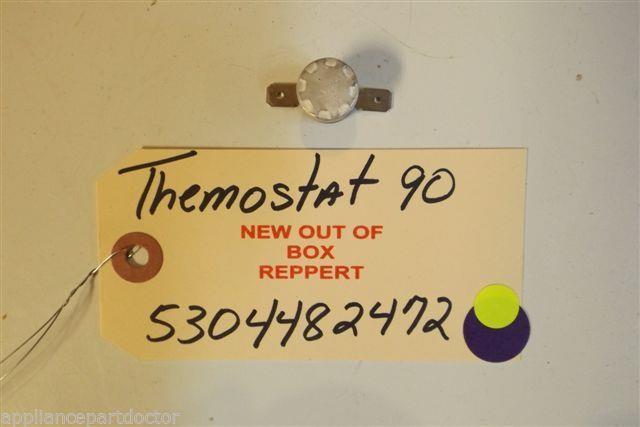 Themostat 90
NEW OUT OF
BOX
REPPERT
5304482472
appliancepartdoctor